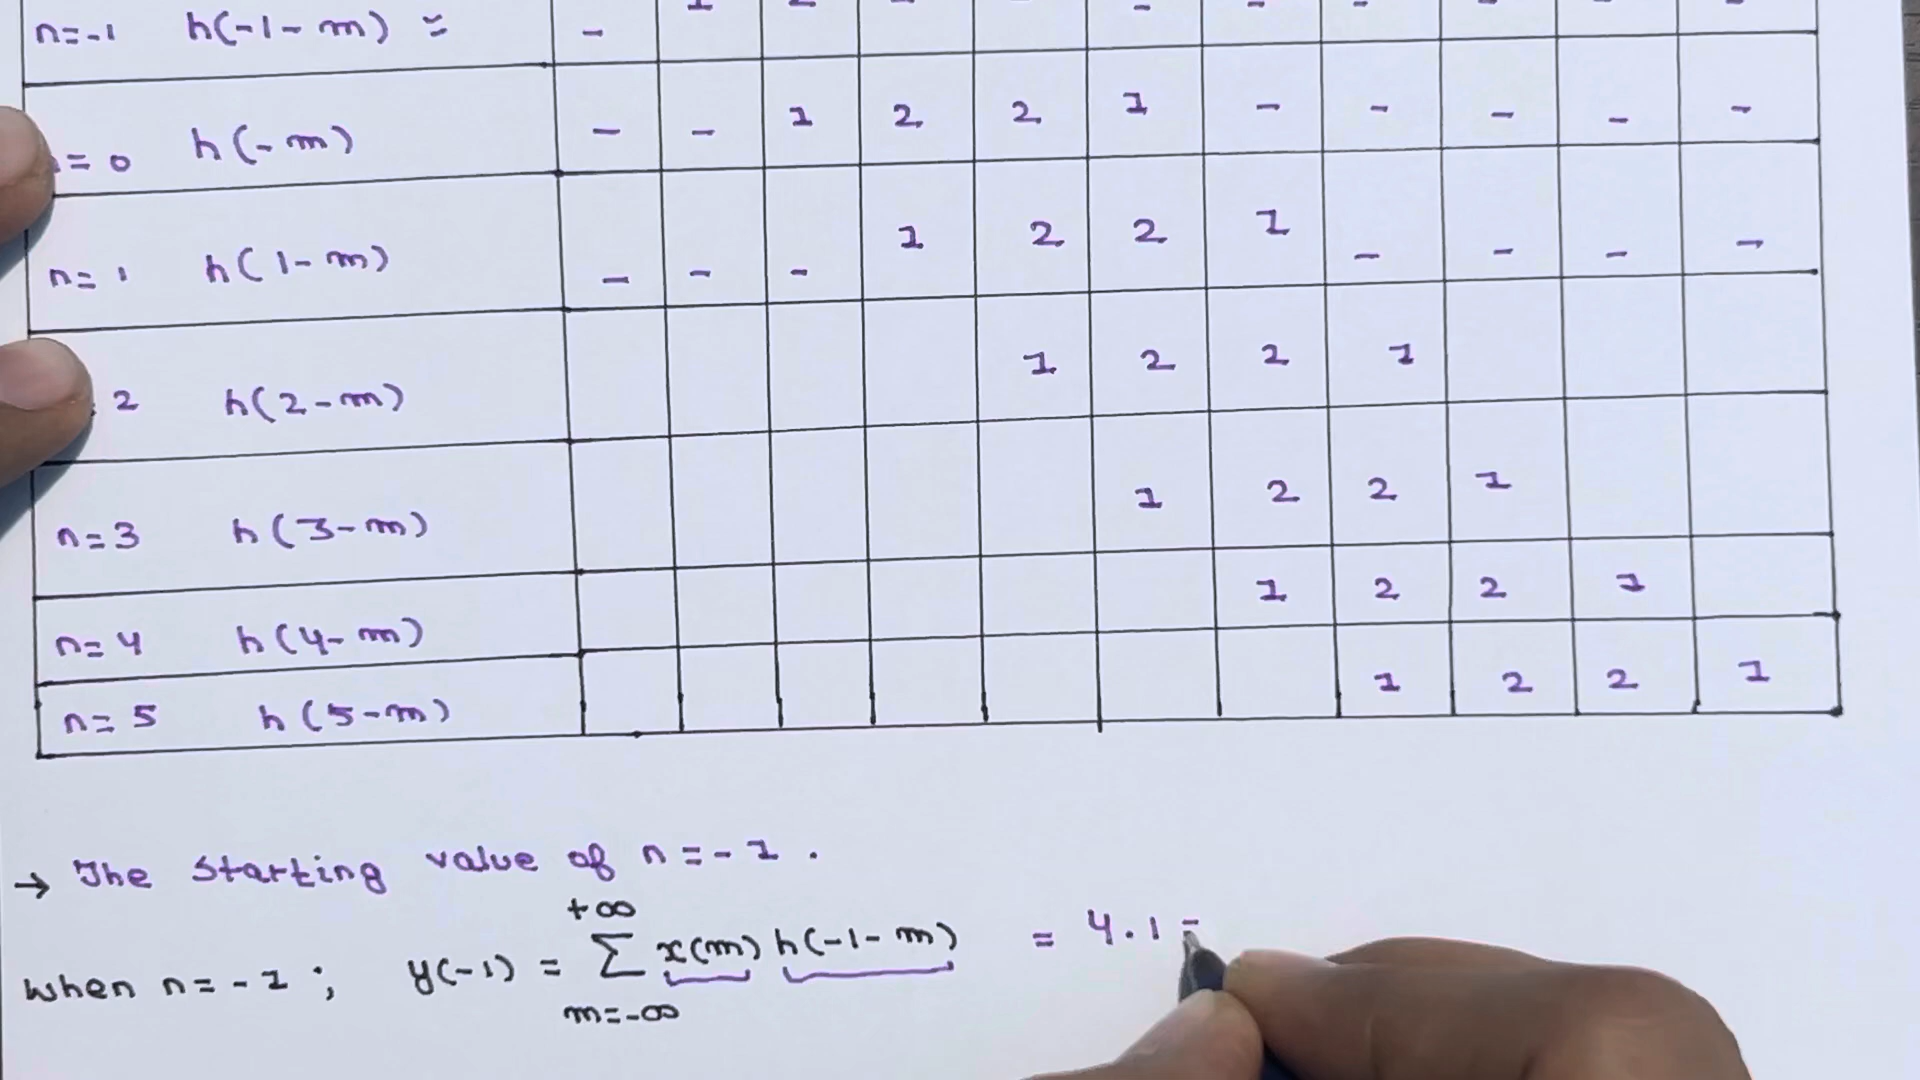 n=-1 h(-1-m) = -
= 0 h(-m) - - 1 2 2 1 - - - - -
n= 1 h(1-m) - - - 1 2 2 1 - - - -
2 h(2-m) 1 2 2 1
n=3 h(3-m) 1 2 2 1
n=4 h(4-m) 1 2 2 1
n=5 h(5-m) 1 2 2 1
→ The starting value of n=-1.
when n=-1; y(-1) = +∞ Σ m=-∞ x(m) h(-1-m) = 4.1 =